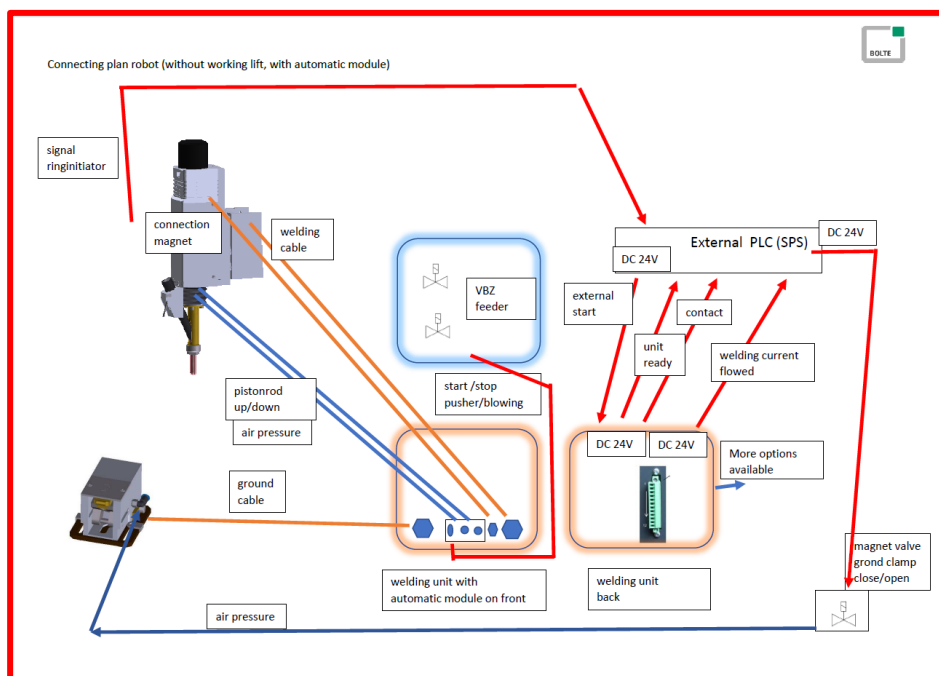 BOLTE
Connecting plan robot (without working lift, with automatic module)
signal
ringinitiator
connection
magnet
welding
cable
VBZ
feeder
External  PLC (SPS)
DC 24V
DC 24V
external
start
contact
unit
ready
welding current
flowed
pistonrod
up/down
air pressure
start /stop
pusher/blowing
DC 24V
DC 24V
More options
available
ground
cable
welding unit with
automatic module on front
welding unit
back
magnet valve
grond clamp
close/open
air pressure